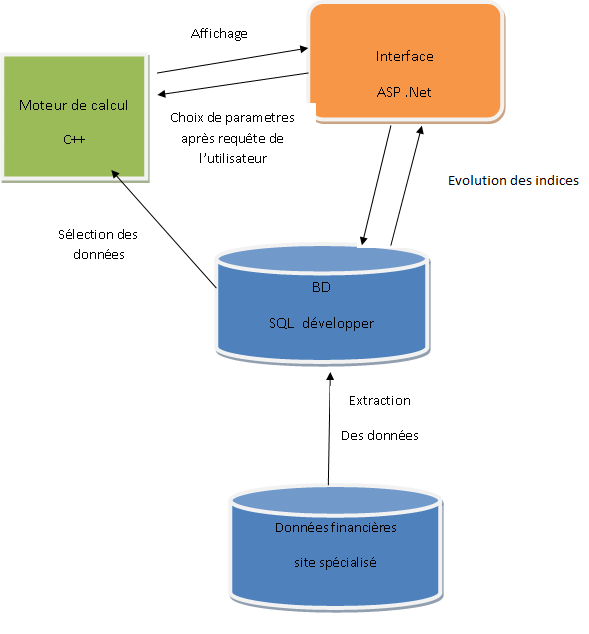 Affichage
Interface
ASP .Net
Moteur de calcul
C++
Choix de parametres
après requête de
l'utilisateur
Evolution des indices
Sélection des
données
BD
SQL développer
Extraction
Des données
Données financières
site spécialisé